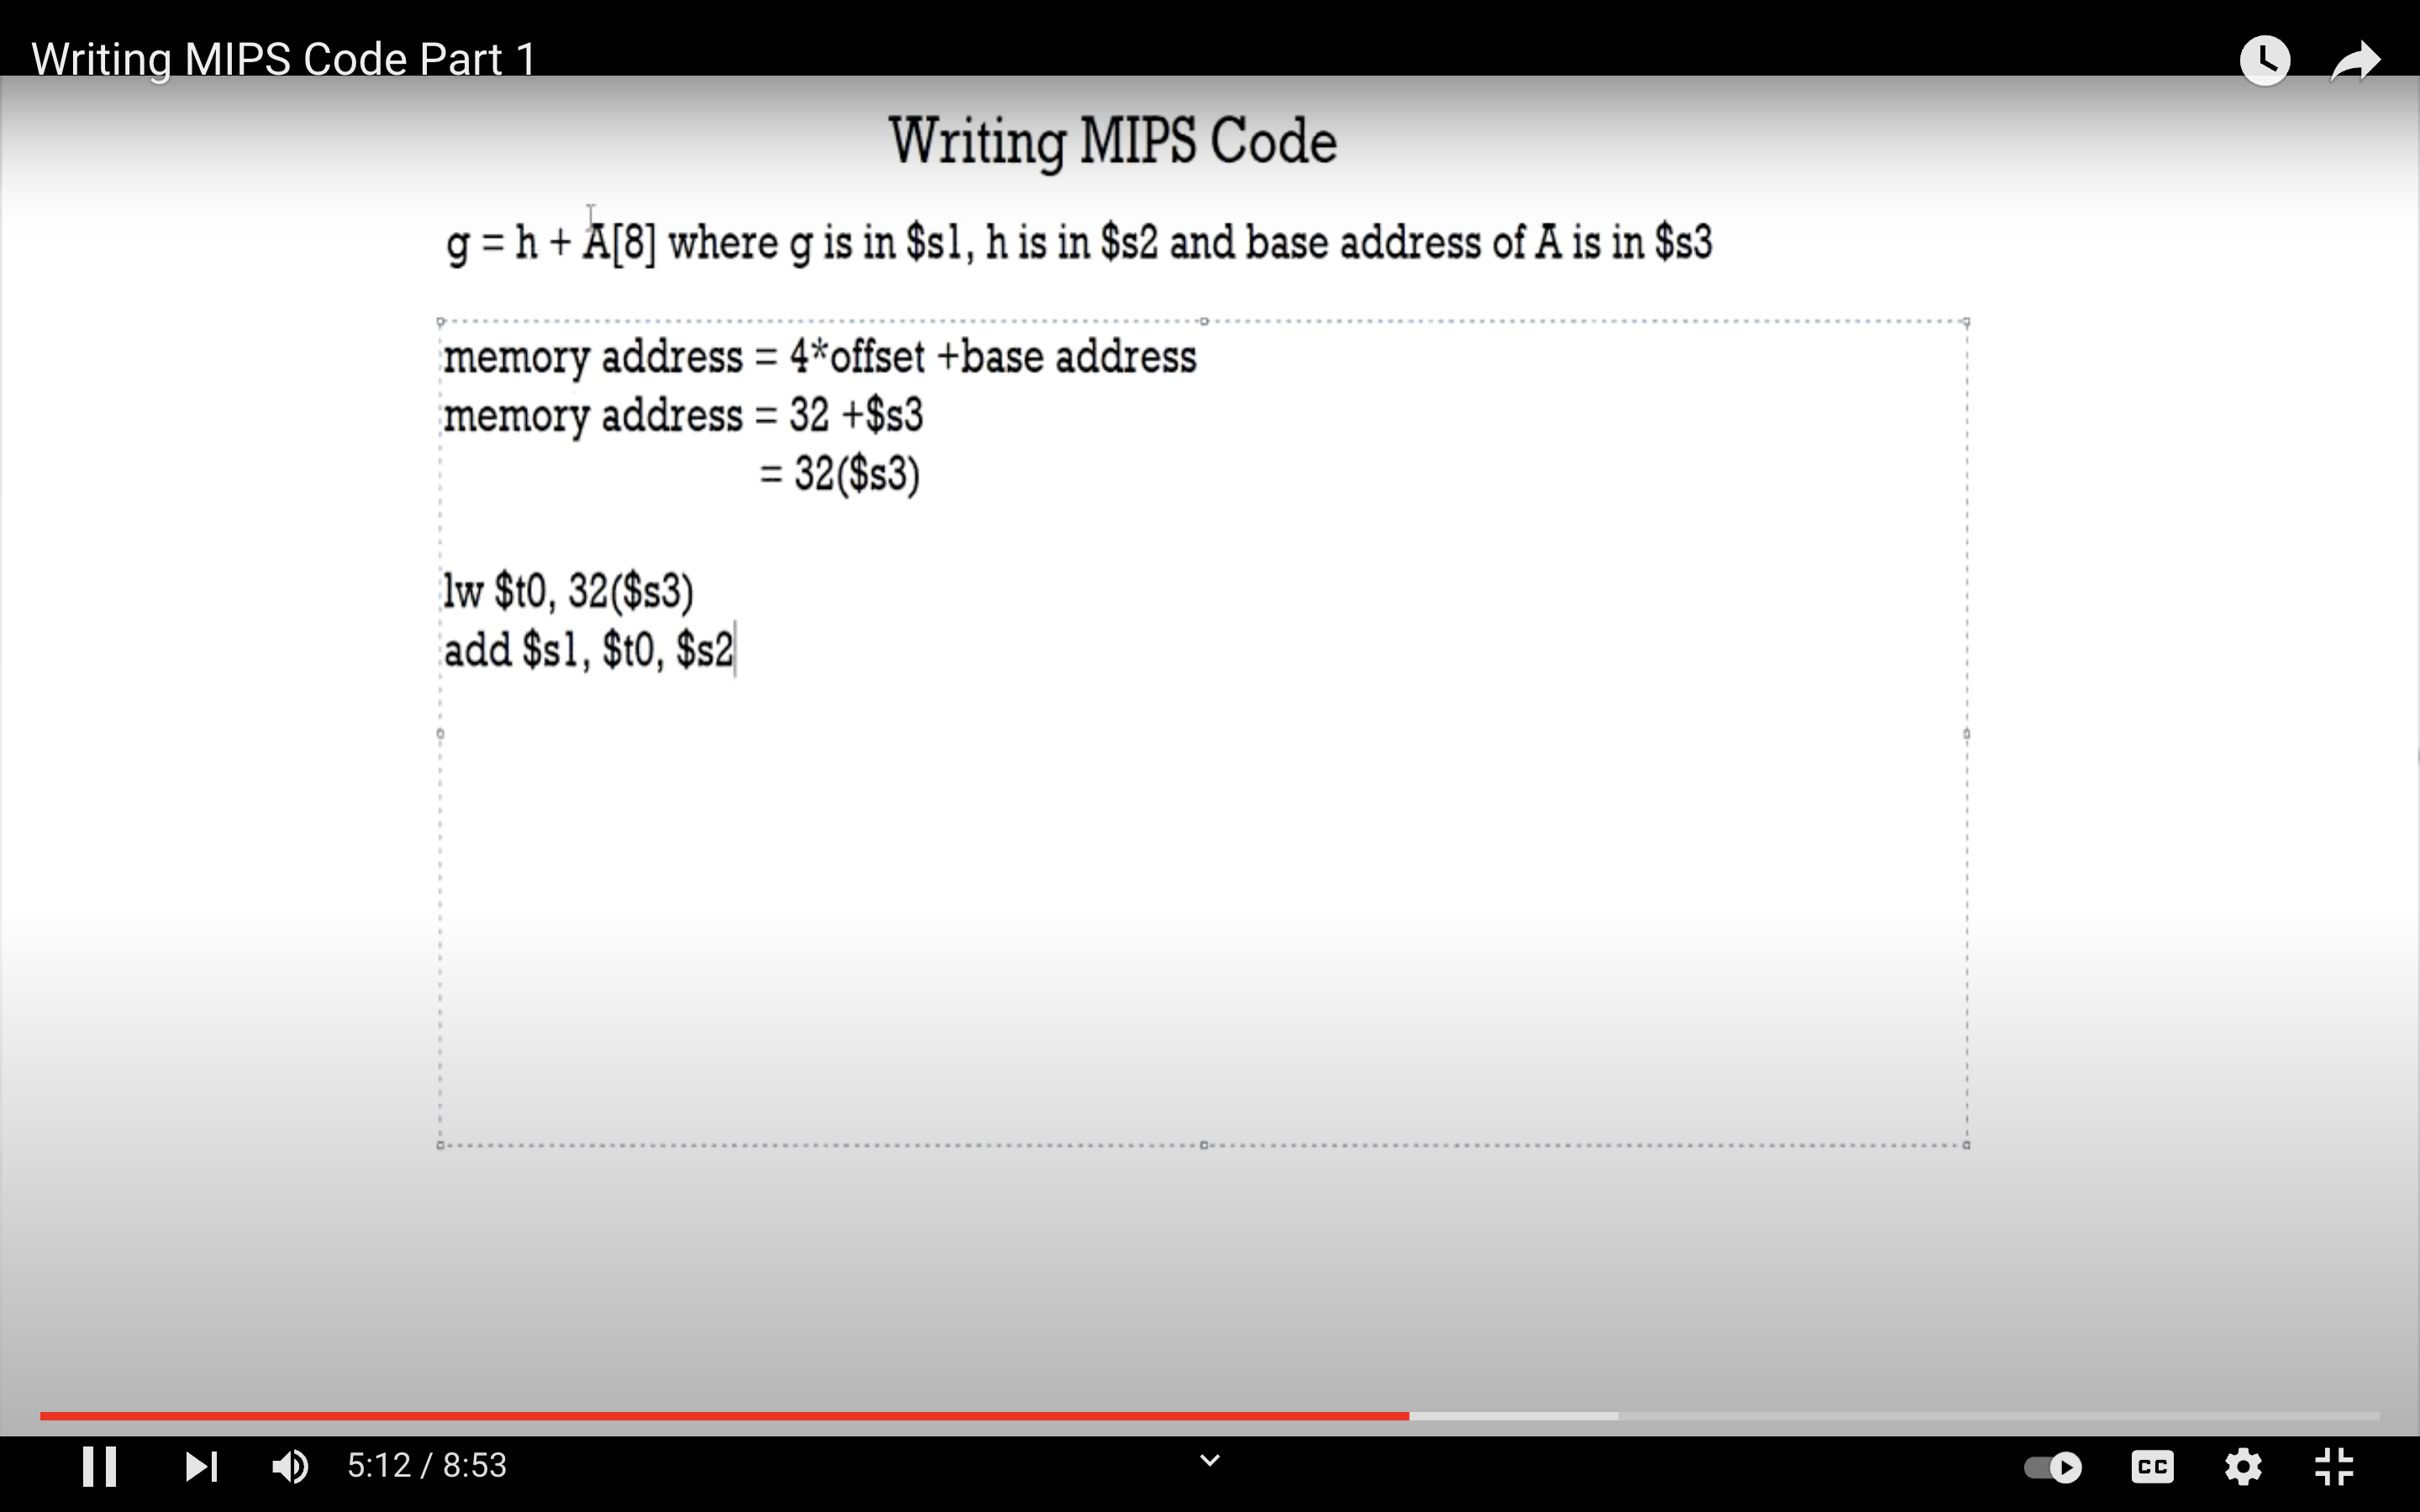 Writing MIPS Code Part 1
Writing MIPS Code
g = h + A[8] where g is in $s1, h is in $s2 and base address of A is in $s3
memory address = 4*offset +base address
memory address = 32 +$s3
= 32($s3)
lw $t0, 32($s3)
add $s1, $t0, $s2
5:12 / 8:53
CC